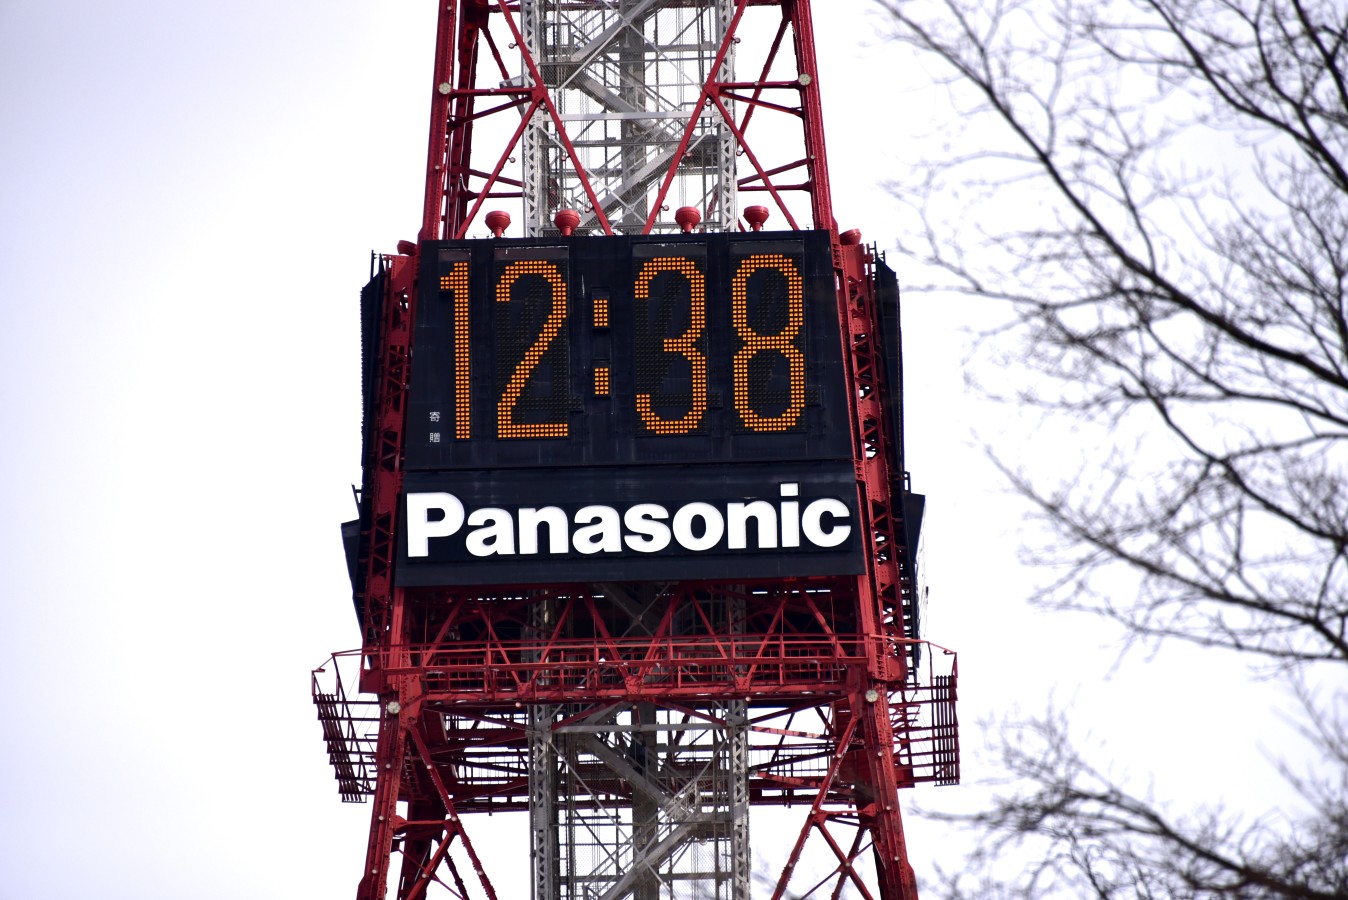 12:38
寄
贈
Panasonic